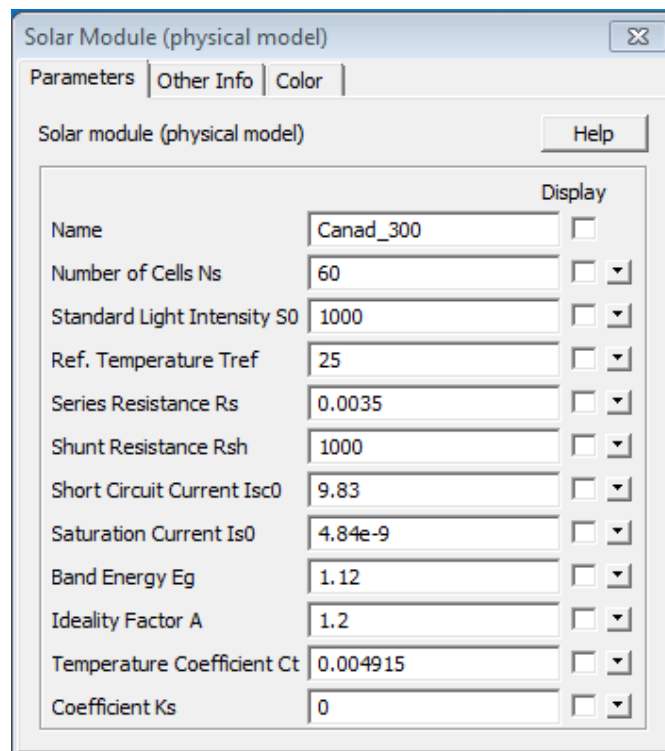 Solar Module (physical model)
Parameters Other Info Color
Solar module (physical model) Help
Display
Name Canad_300
Number of Cells Ns 60
Standard Light Intensity S0 1000
Ref. Temperature Tref 25
Series Resistance Rs 0.0035
Shunt Resistance Rsh 1000
Short Circuit Current Isc0 9.83
Saturation Current Is0 4.84e-9
Band Energy Eg 1.12
Ideality Factor A 1.2
Temperature Coefficient Ct 0.004915
Coefficient Ks 0